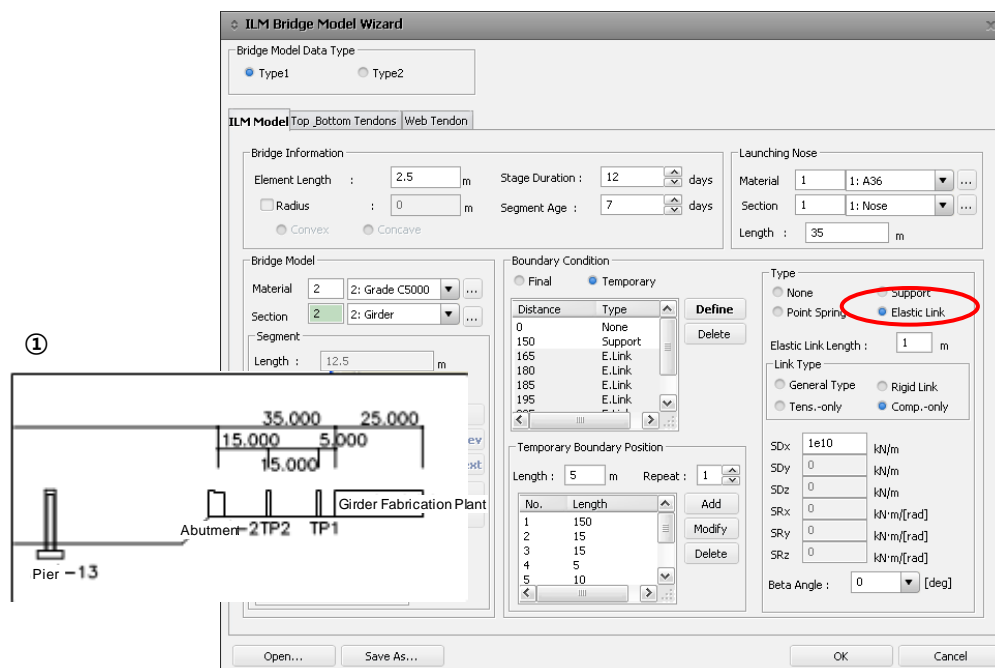 ILM Bridge Model Wizard
Bridge Model Data Type
Type1 Type2
ILM Model Top_Bottom Tendons Web Tendon
Bridge Information
Element Length : 2.5 m Stage Duration : 12 days
Radius : 0 m Segment Age : 7 days
Convex Concave
Launching Nose
Material 1 1: A36 ...
Section 1 1: Nose ...
Length : 35 m
Bridge Model
Material 2 2: Grade C5000 ...
Section 2 2: Girder ...
Segment
Length : 12.5 m
Boundary Condition
Final Temporary
Distance Type
0 None
150 Support
165 E.Link
180 E.Link
185 E.Link
195 E.Link
Define
Delete
Temporary Boundary Position
Length : 5 m Repeat : 1
No. Length
1 150
2 15
3 15
4 5
5 10
Add
Modify
Delete
Type
None Support
Point Spring Elastic Link
Elastic Link Length : 1 m
Link Type
General Type Rigid Link
Tens.-only Comp.-only
SDx 1e10 kN/m
SDy 0 kN/m
SDz 0 kN/m
SRx 0 kN·m/[rad]
SRy 0 kN·m/[rad]
SRz 0 kN·m/[rad]
Beta Angle : 0 [deg]
①
35.000 25.000
15.000 5.000
15.000
Girder Fabrication Plant
Abutment-2 TP2 TP1
Pier -13
ev
xt
Open... Save As... OK Cancel